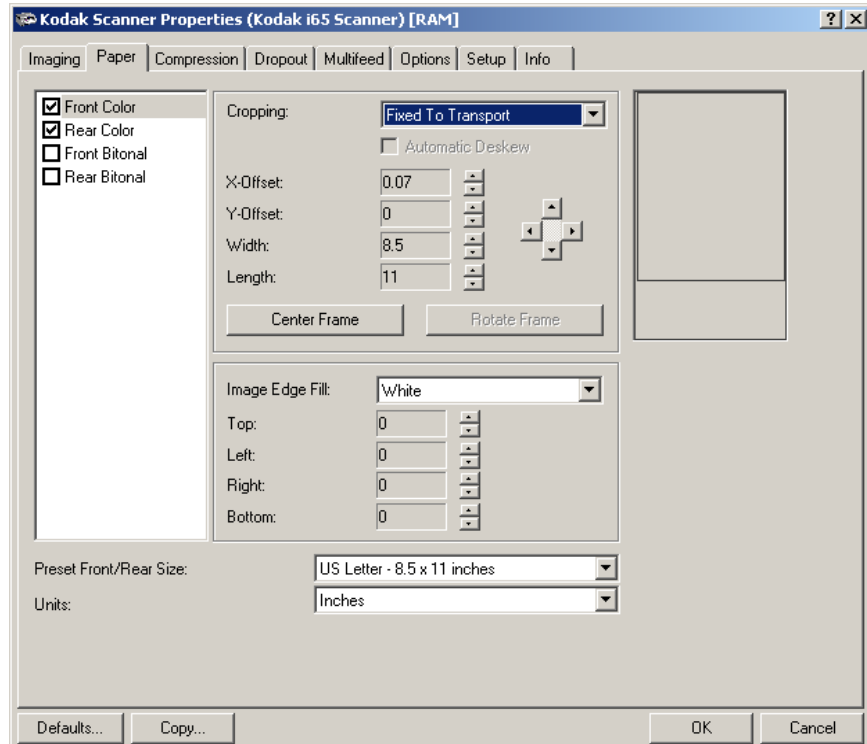 Kodak Scanner Properties (Kodak i65 Scanner) [RAM]
Imaging Paper Compression Dropout Multifeed Options Setup Info
Front Color
Rear Color
Front Bitonal
Rear Bitonal
Cropping: Fixed To Transport
Automatic Deskew
X-Offset: 0.07
Y-Offset: 0
Width: 8.5
Length: 11
Center Frame Rotate Frame
Image Edge Fill: White
Top: 0
Left: 0
Right: 0
Bottom: 0
Preset Front/Rear Size: US Letter - 8.5 x 11 inches
Units: Inches
Defaults... Copy... OK Cancel